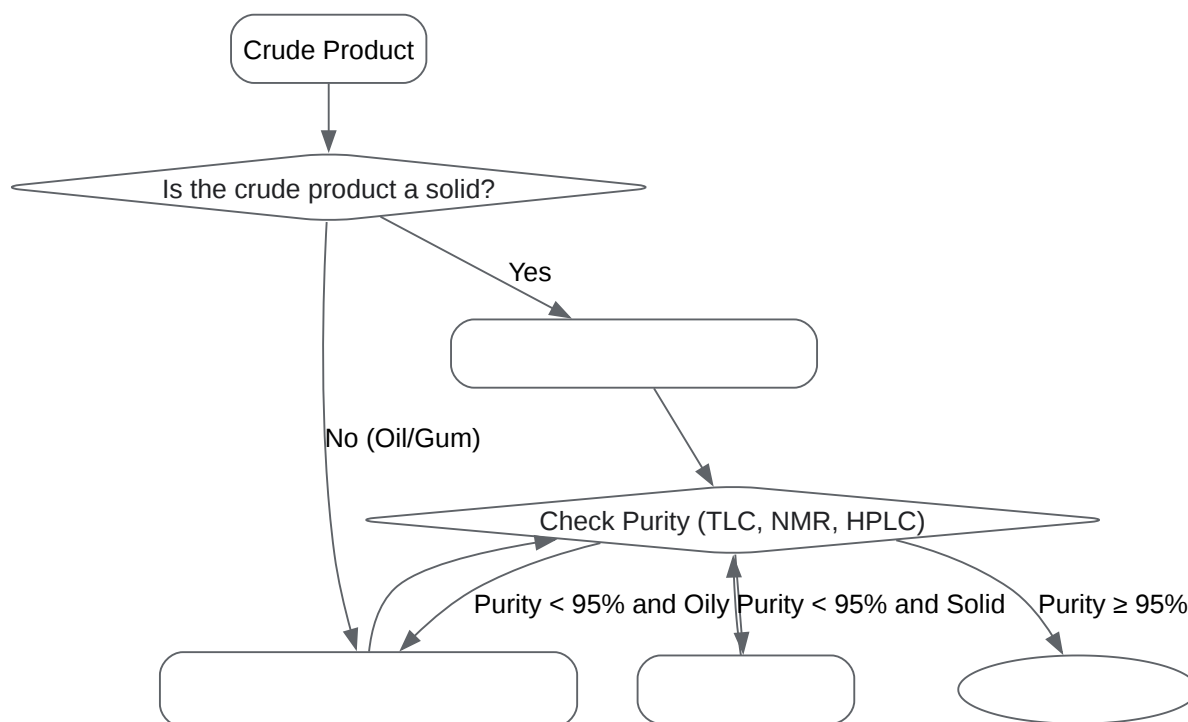 Crude Product
Is the crude product a solid?
Yes
No (Oil/Gum)
Check Purity (TLC, NMR, HPLC)
Purity < 95% and Oily
Purity < 95% and Solid
Purity ≥ 95%